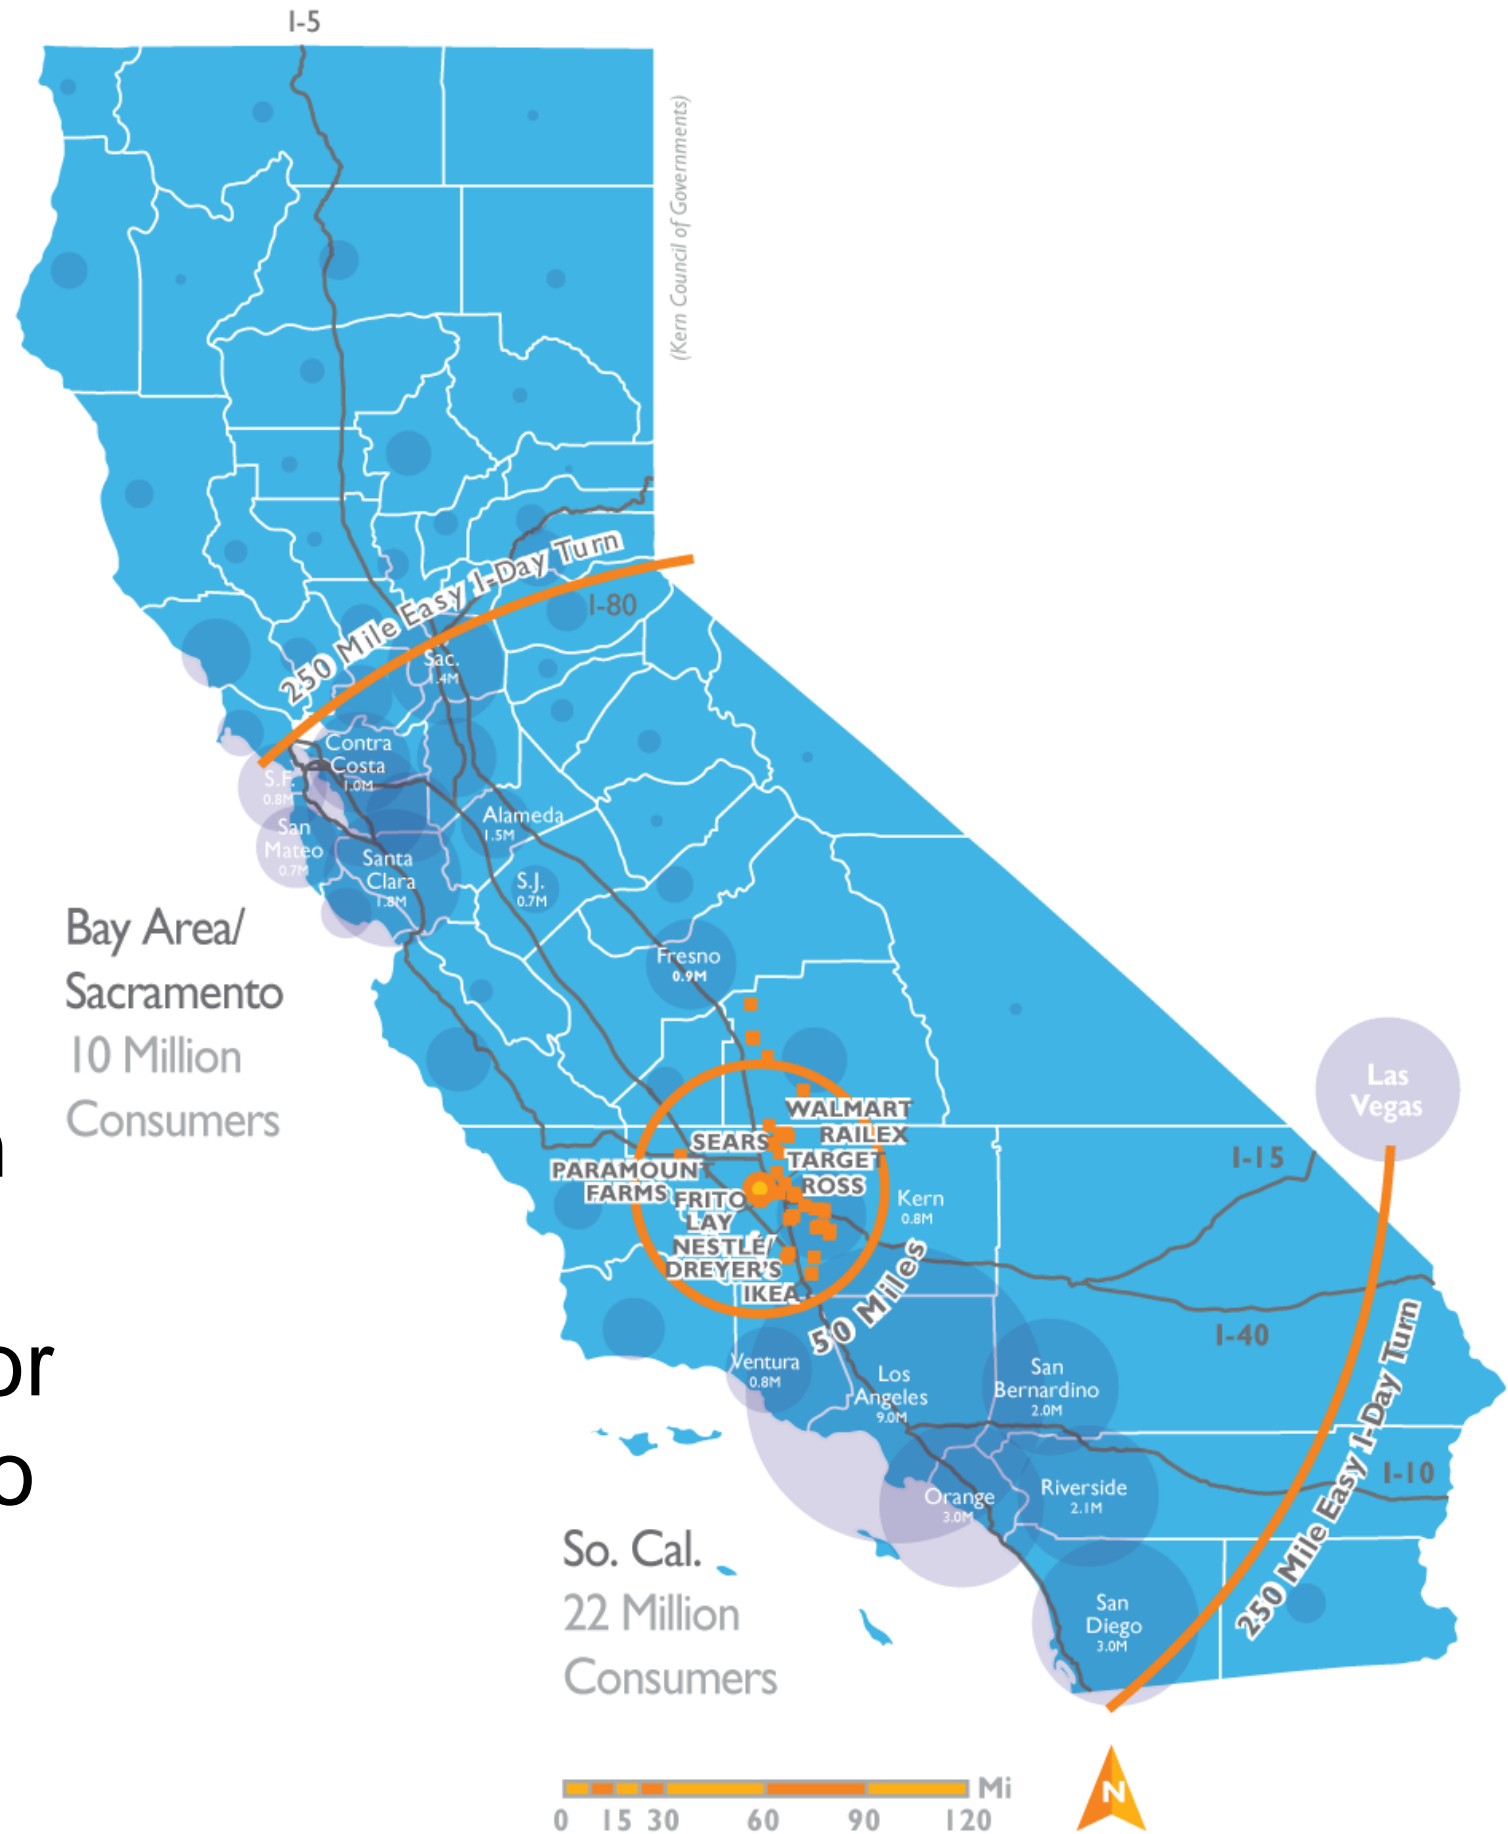 I-5
(Kern Council of Governments)
250 Mile Easy 1-Day Turn
I-80
Sac.
1.4M
Contra
Costa
1.0M
S.F.
0.8M
San
Mateo
0.7M
Santa
Clara
1.8M
Alameda
1.5M
S.J.
0.7M
Bay Area/
Sacramento
10 Million
Consumers
Fresno
0.9M
Las
Vegas
WALMART
SEARS
RAILEX
PARAMOUNT
FARMS
TARGET
ROSS
FRITO
LAY
NESTLÉ/
DREYER'S
IKEA
Kern
0.8M
50 Miles
I-15
I-40
Ventura
0.8M
Los
Angeles
9.0M
San
Bernardino
2.0M
Orange
3.0M
Riverside
2.1M
I-10
250 Mile Easy 1-Day Turn
San
Diego
3.0M
or
o
So. Cal.
22 Million
Consumers
Mi
0 15 30 60 90 120
N